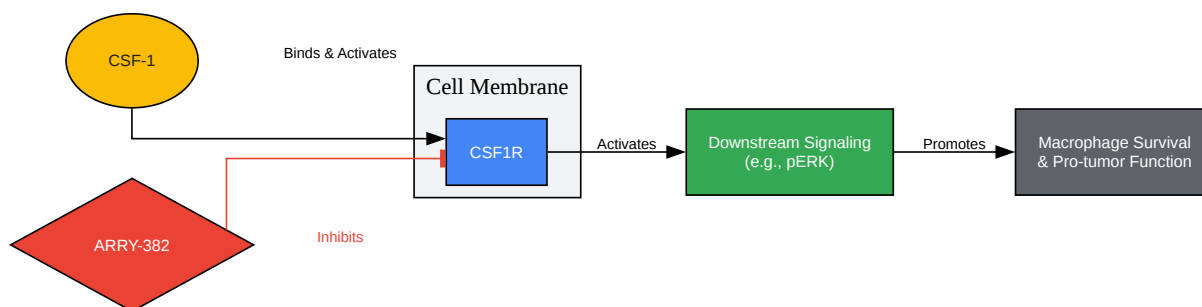 CSF-1
Binds & Activates
Cell Membrane
CSF1R
Activates
Downstream Signaling
(e.g., pERK)
Promotes
Macrophage Survival
& Pro-tumor Function
ARRY-382
Inhibits